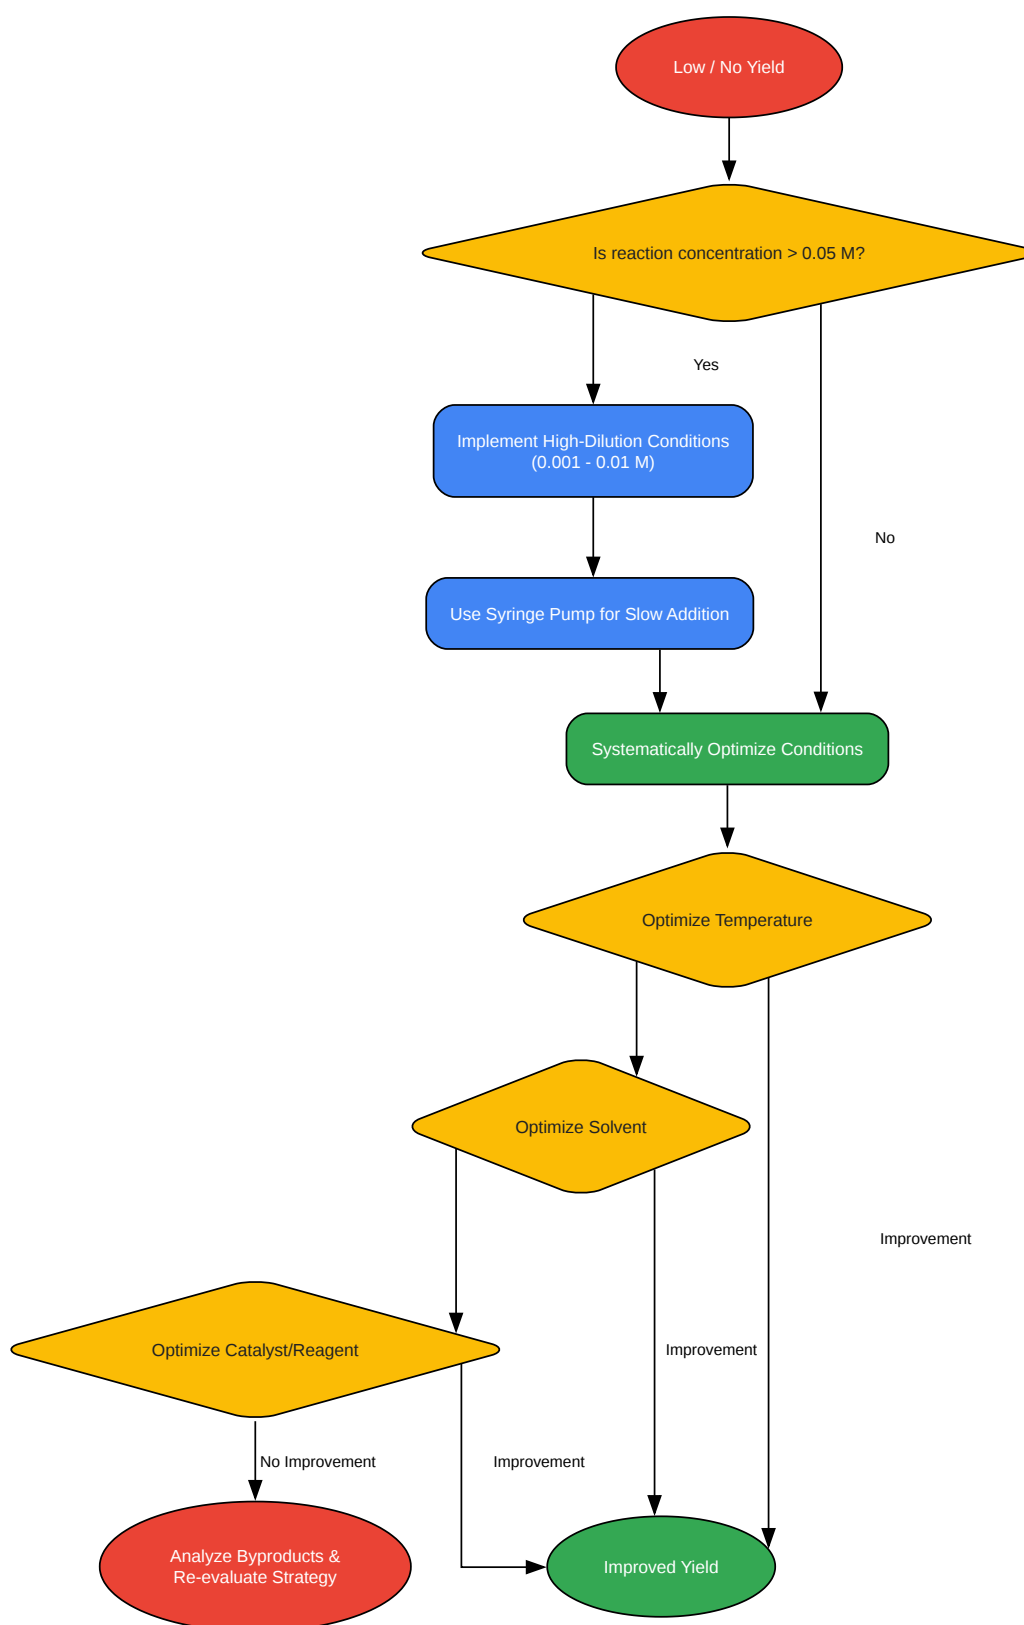 Low / No Yield
Is reaction concentration > 0.05 M?
Yes
Implement High-Dilution Conditions
(0.001 - 0.01 M)
No
Use Syringe Pump for Slow Addition
Systematically Optimize Conditions
Optimize Temperature
Optimize Solvent
Improvement
Optimize Catalyst/Reagent
Improvement
No Improvement
Improvement
Analyze Byproducts &
Re-evaluate Strategy
Improved Yield